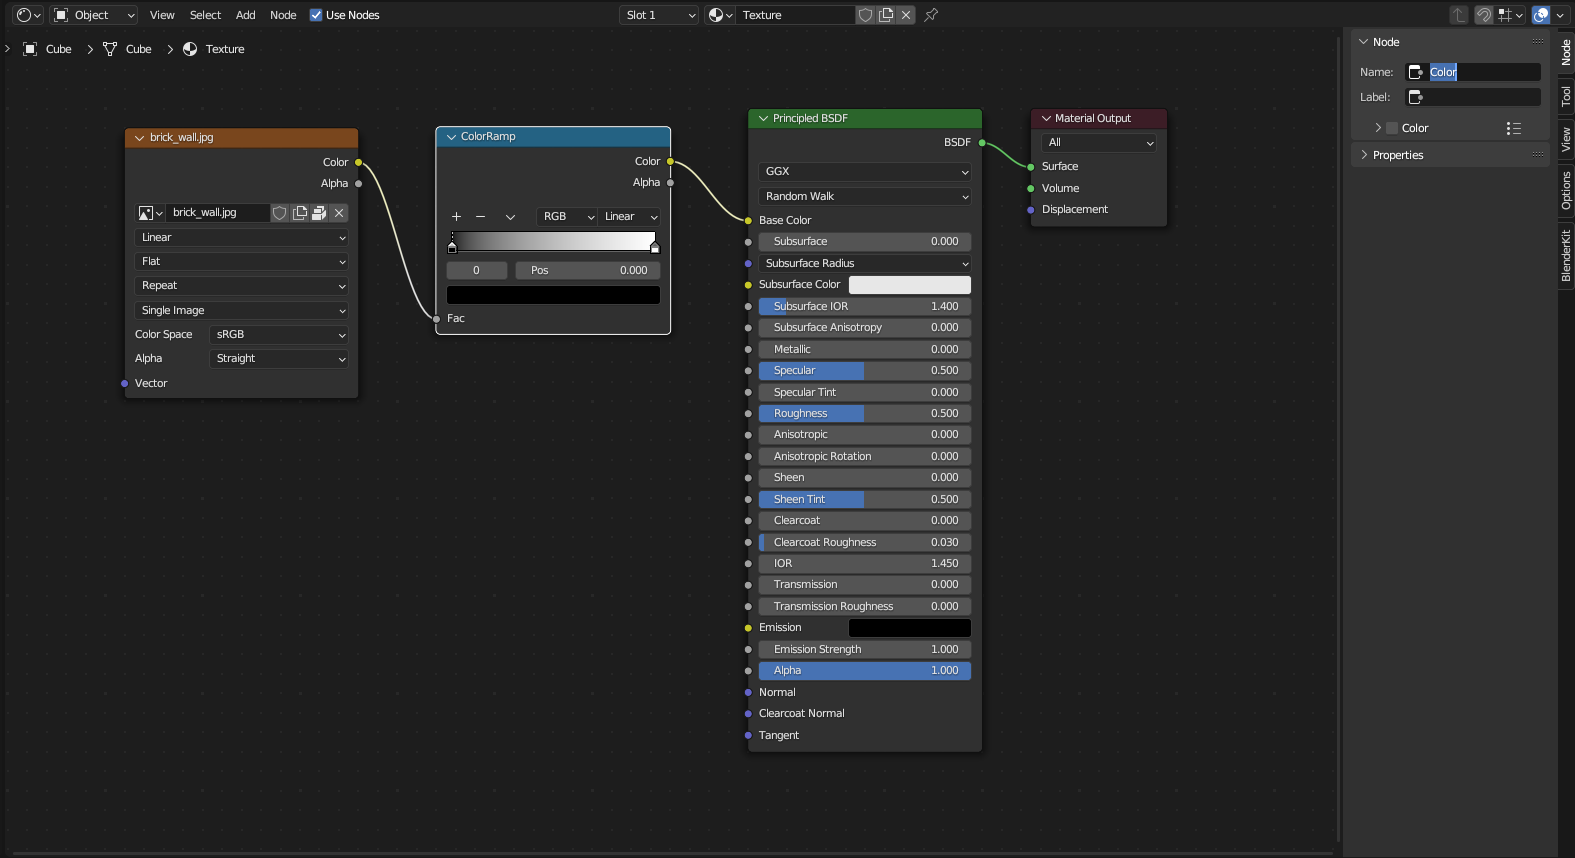 Object View Select Add Node Use Nodes Slot 1 Texture
Cube Cube Texture
brick_wall.jpg
Color
Alpha
brick_wall.jpg
Linear
Flat
Repeat
Single Image
Color Space sRGB
Alpha Straight
Vector
ColorRamp
Color
Alpha
RGB Linear
0 Pos 0.000
Fac
Principled BSDF
BSDF
GGX
Random Walk
Base Color
Subsurface 0.000
Subsurface Radius
Subsurface Color
Subsurface IOR 1.400
Subsurface Anisotropy 0.000
Metallic 0.000
Specular 0.500
Specular Tint 0.000
Roughness 0.500
Anisotropic 0.000
Anisotropic Rotation 0.000
Sheen 0.000
Sheen Tint 0.500
Clearcoat 0.000
Clearcoat Roughness 0.030
IOR 1.450
Transmission 0.000
Transmission Roughness 0.000
Emission
Emission Strength 1.000
Alpha 1.000
Normal
Clearcoat Normal
Tangent
Material Output
All
Surface
Volume
Displacement
Node
Name: Color
Label:
Color
Properties
Node
Tool
View
Options
BlenderKit